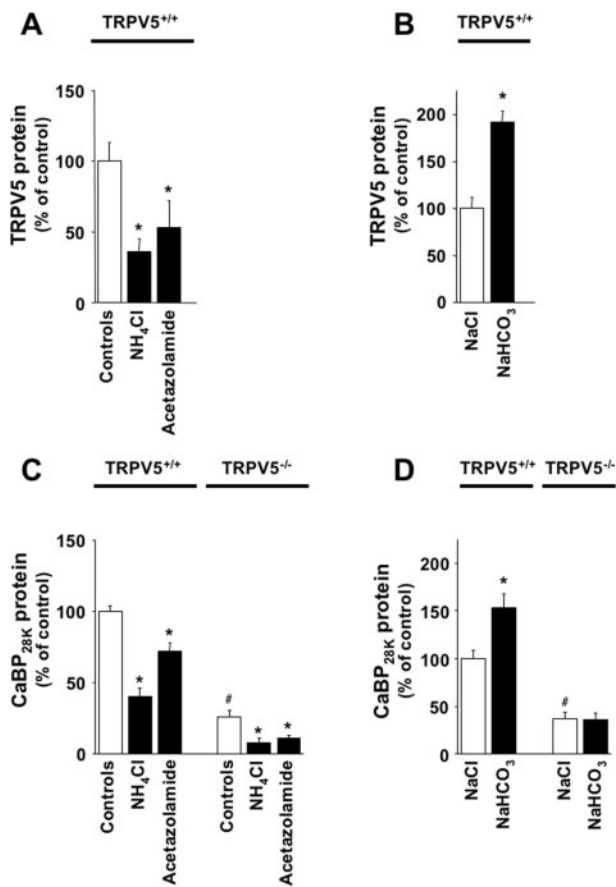 A
TRPV5+/+
TRPV5 protein
(% of control)
150
100
50
0
*
*
Controls
NH4Cl
Acetazolamide
B
TRPV5+/+
TRPV5 protein
(% of control)
200
150
100
50
0
*
NaCl
NaHCO3
C
TRPV5+/+
TRPV5-/-
CaBP28K protein
(% of control)
150
100
50
0
*
*
#
*
*
Controls
NH4Cl
Acetazolamide
Controls
NH4Cl
Acetazolamide
D
TRPV5+/+
TRPV5-/-
CaBP28K protein
(% of control)
200
150
100
50
0
*
#
NaCl
NaHCO3
NaCl
NaHCO3